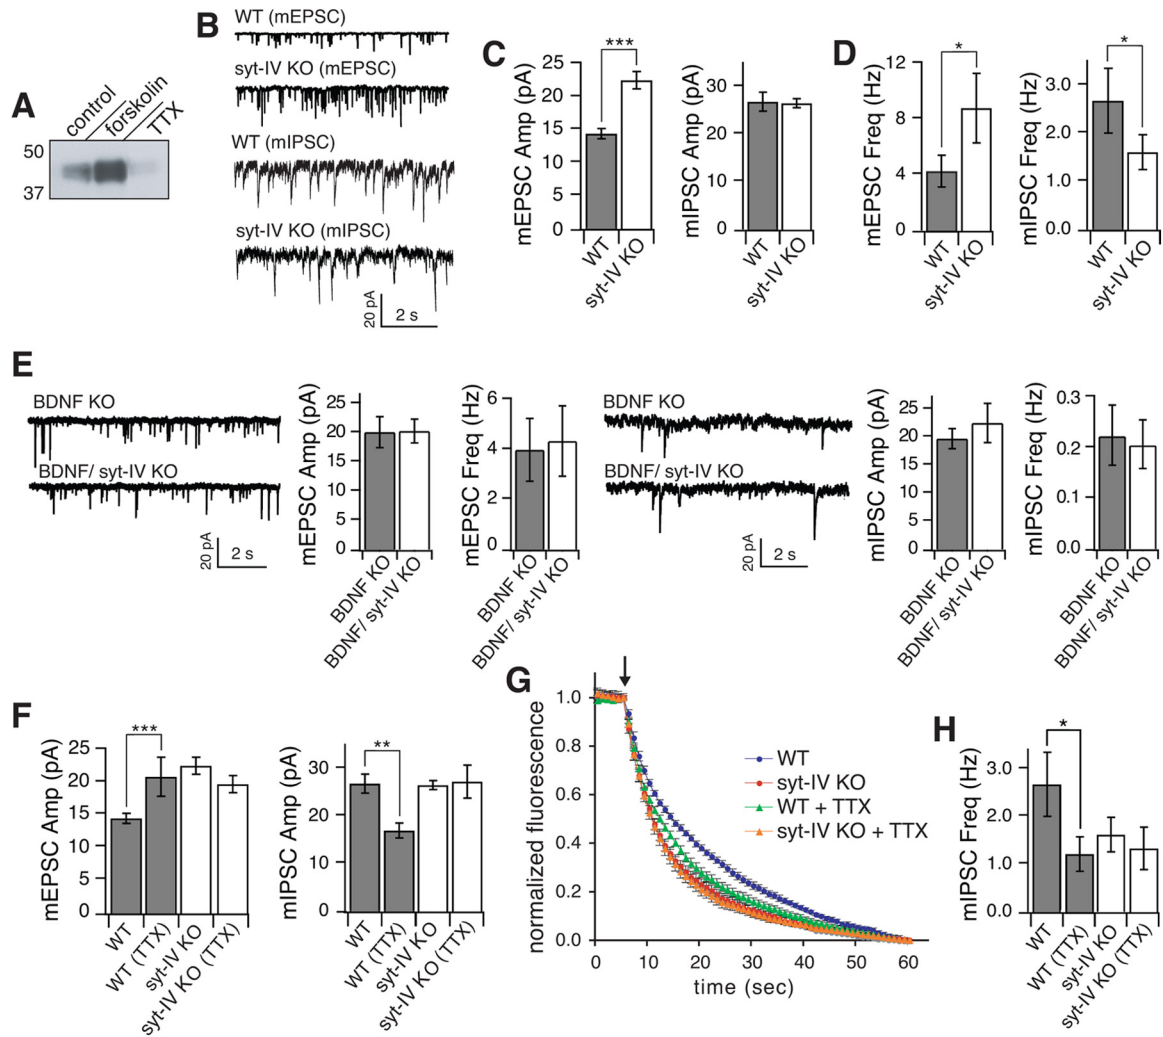 A
control
forskolin
TTX
50
37
B
WT (mEPSC)
syt-IV KO (mEPSC)
WT (mIPSC)
syt-IV KO (mIPSC)
20 pA
2 s
C
mEPSC Amp (pA)
25
20
15
10
5
0
***
WT
syt-IV KO
mIPSC Amp (pA)
30
20
10
0
WT
syt-IV KO
D
mEPSC Freq (Hz)
12
8
4
0
*
WT
syt-IV KO
mIPSC Freq (Hz)
3.0
2.0
1.0
0.0
*
WT
syt-IV KO
E
BDNF KO
BDNF/ syt-IV KO
20 pA
2 s
mEPSC Amp (pA)
25
20
15
10
5
0
BDNF KO
BDNF/ syt-IV KO
mEPSC Freq (Hz)
6
4
2
0
BDNF KO
BDNF/ syt-IV KO
BDNF KO
BDNF/ syt-IV KO
20 pA
2 s
mIPSC Amp (pA)
25
20
15
10
5
0
BDNF KO
BDNF/ syt-IV KO
mIPSC Freq (Hz)
0.3
0.2
0.1
0.0
BDNF KO
BDNF/ syt-IV KO
F
mEPSC Amp (pA)
25
20
15
10
5
0
***
WT
WT (TTX)
syt-IV KO
syt-IV KO (TTX)
mIPSC Amp (pA)
30
20
10
0
**
WT
WT (TTX)
syt-IV KO
syt-IV KO (TTX)
G
normalized fluorescence
1.0
0.8
0.6
0.4
0.2
0.0
0
10
20
30
40
50
60
time (sec)
WT
syt-IV KO
WT + TTX
syt-IV KO + TTX
H
mIPSC Freq (Hz)
3.0
2.0
1.0
0.0
*
WT
WT (TTX)
syt-IV KO
syt-IV KO (TTX)